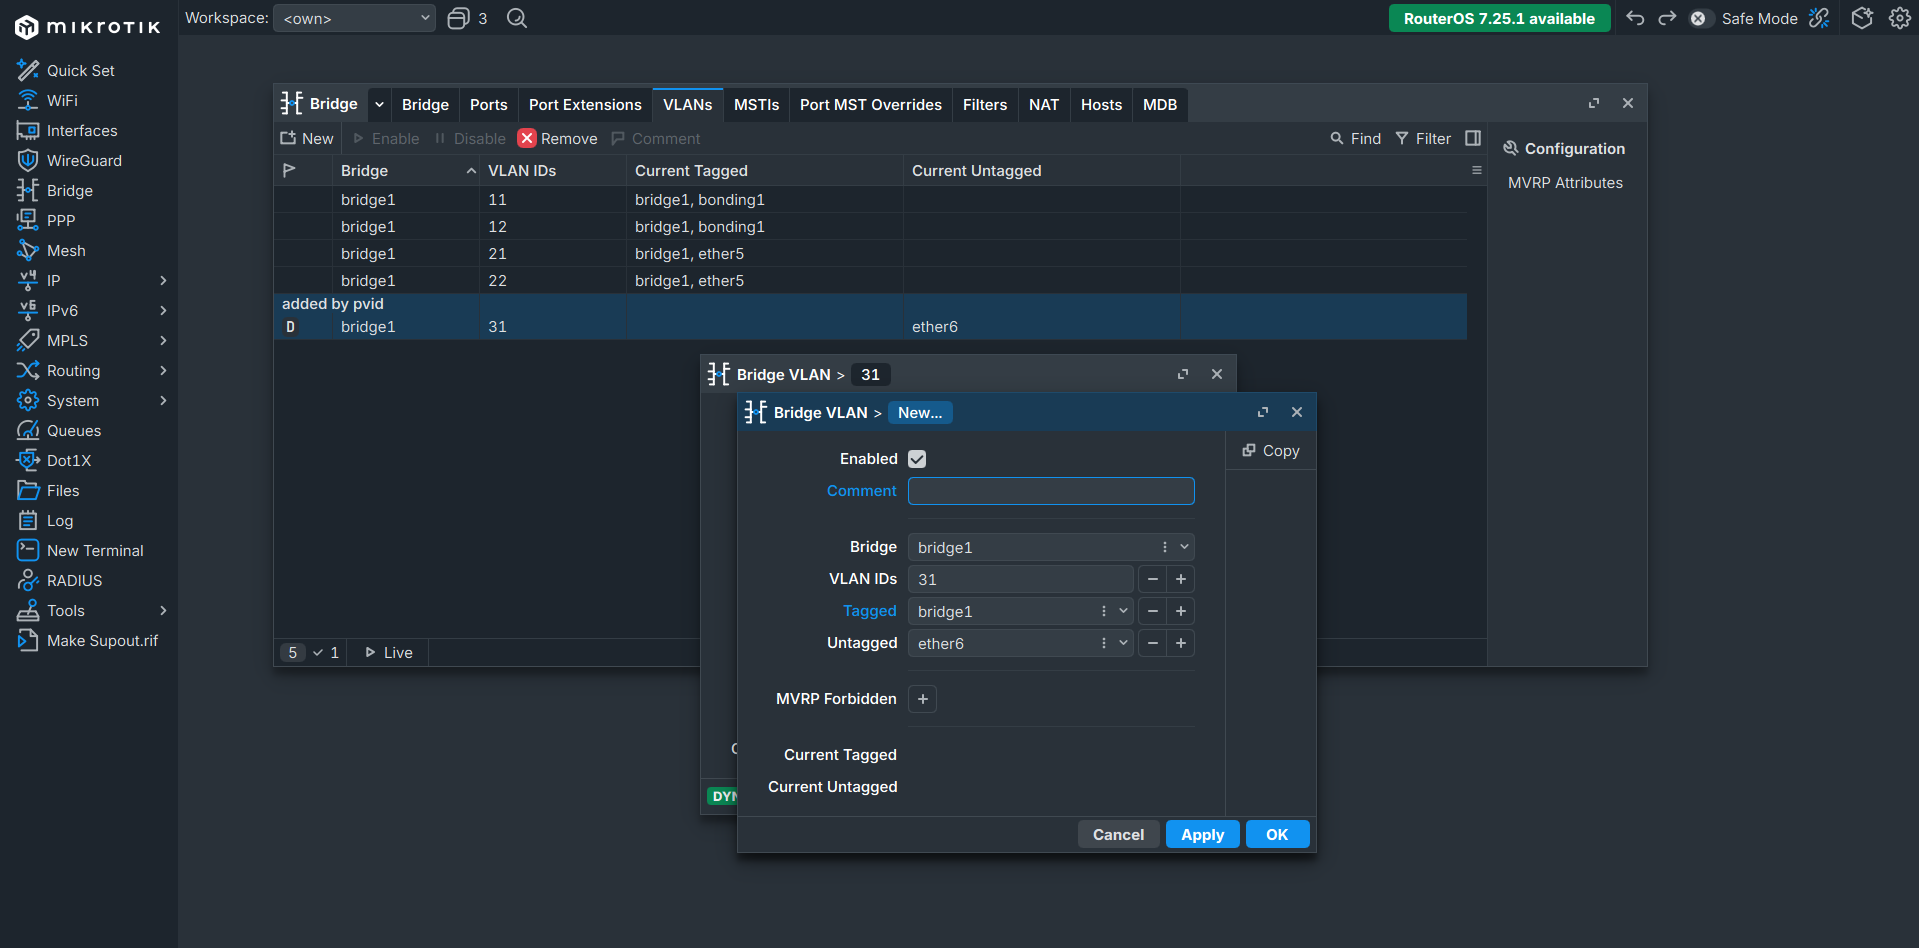 mikrotik Workspace: <own> 3 RouterOS 7.25.1 available Safe Mode
Quick Set
WiFi
Interfaces
WireGuard
Bridge
PPP
Mesh
IP
IPv6
MPLS
Routing
System
Queues
Dot1X
Files
Log
New Terminal
RADIUS
Tools
Make Supout.rif
Bridge Bridge Ports Port Extensions VLANs MSTIs Port MST Overrides Filters NAT Hosts MDB
New Enable Disable Remove Comment Find Filter
Configuration
MVRP Attributes
Bridge VLAN IDs Current Tagged Current Untagged
bridge1 11 bridge1, bonding1
bridge1 12 bridge1, bonding1
bridge1 21 bridge1, ether5
bridge1 22 bridge1, ether5
added by pvid
D bridge1 31 ether6
5 1 Live
Bridge VLAN > 31
Bridge VLAN > New...
Copy
Enabled
Comment
Bridge bridge1
VLAN IDs 31
Tagged bridge1
Untagged ether6
MVRP Forbidden
Current Tagged
Current Untagged
Cancel Apply OK